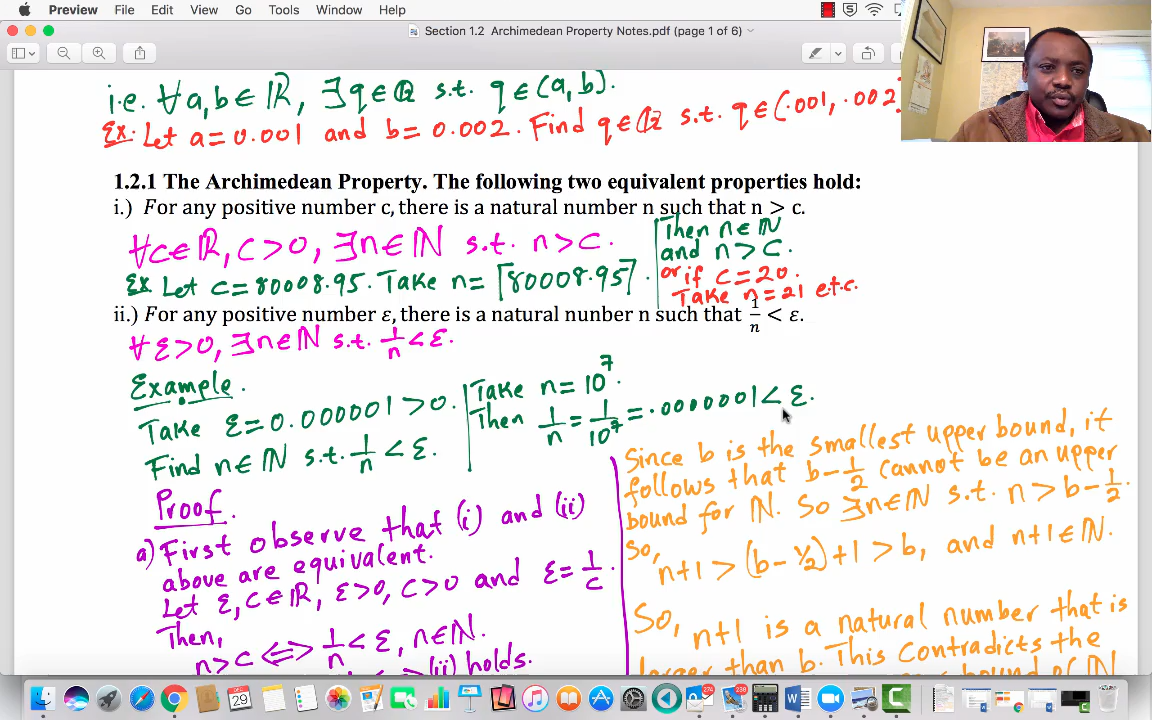 Preview File Edit View Go Tools Window Help
Section 1.2 Archimedean Property Notes.pdf (page 1 of 6)
i.e. ∀a,b∈ℝ, ∃q∈ℚ s.t. q∈(a,b).
Ex. Let a=0.001 and b=0.002. Find q∈ℚ s.t. q∈(.001, .002
1.2.1 The Archimedean Property. The following two equivalent properties hold:
i.) For any positive number c, there is a natural number n such that n > c.
∀c∈ℝ, c>0, ∃n∈ℕ s.t. n>c.
Ex Let c=80008.95. Take n=⌈80008.95⌉.
Then n∈ℕ
and n>c.
or if c=20.
Take n=21 e.t.c.
ii.) For any positive number ε, there is a natural nunber n such that 1/n < ε.
∀ε>0, ∃n∈ℕ s.t. 1/n<ε.
Example.
Take ε=0.000001>0.
Find n∈ℕ s.t. 1/n<ε.
Take n=10^7.
Then 1/n=1/10^7=.0000001<ε.
Proof.
a) First observe that (i) and (ii)
above are equivalent.
Let ε,c∈ℝ, ε>0, c>0 and ε=1/c.
Then,
n>c ⟺ 1/n<ε, n∈ℕ.
(ii) holds.
Since b is the smallest upper bound, it
follows that b-1/2 cannot be an upper
bound for ℕ. So ∃n∈ℕ s.t. n>b-1/2.
So,
n+1>(b-1/2)+1>b, and n+1∈ℕ.
So, n+1 is a natural number that is
larger than b. This contradicts the
bound of ℕ
DEC
29
274
238